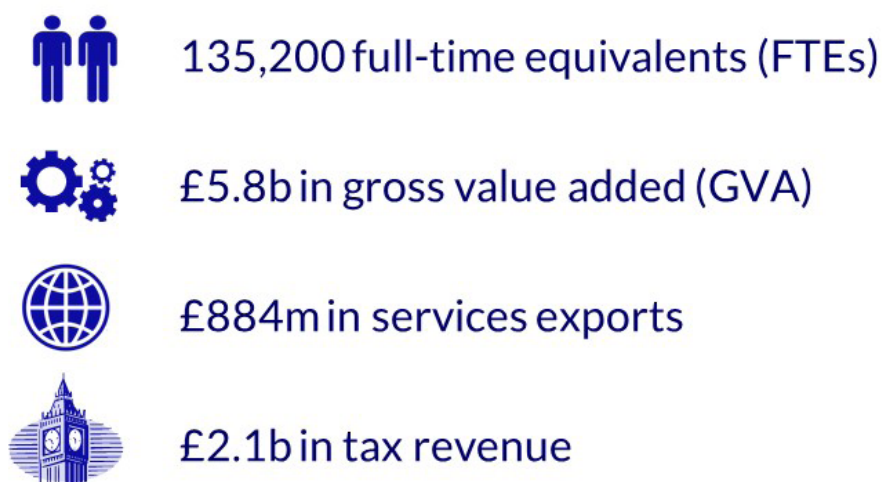 135,200 full-time equivalents (FTEs)
£5.8b in gross value added (GVA)
£884m in services exports
£2.1b in tax revenue